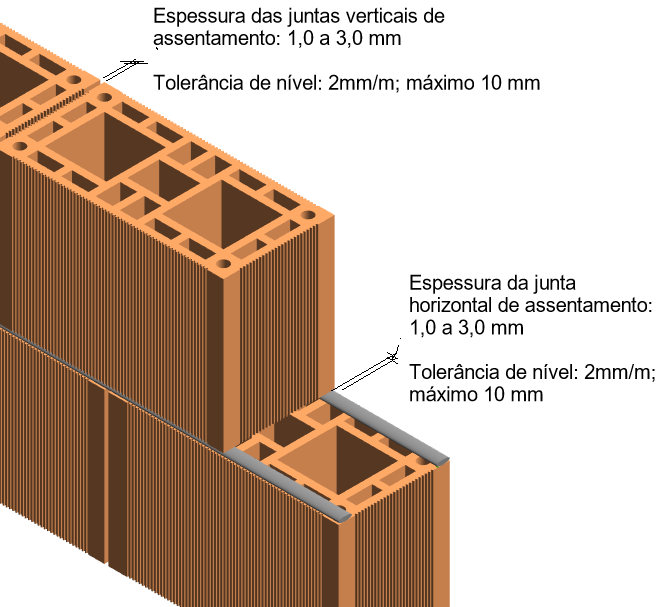 Espessura das juntas verticais de
assentamento: 1,0 a 3,0 mm
Tolerância de nível: 2mm/m; máximo 10 mm
Espessura da junta
horizontal de assentamento:
1,0 a 3,0 mm
Tolerância de nível: 2mm/m;
máximo 10 mm